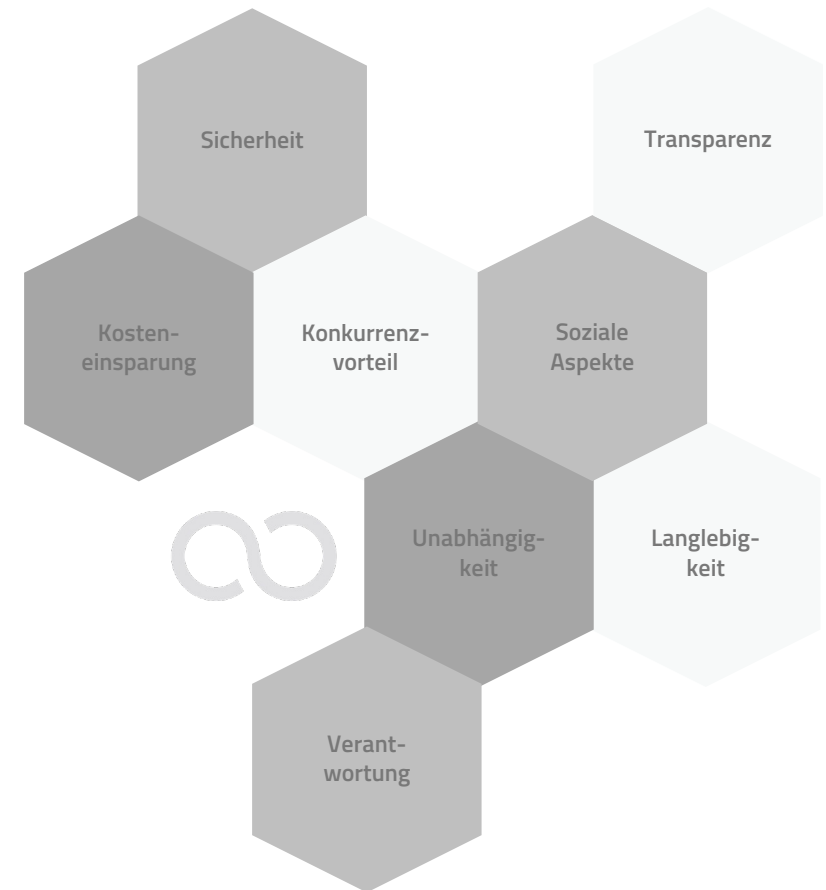 Sicherheit
Transparenz
Kosten-
einsparung
Konkurrenz-
vorteil
Soziale
Aspekte
Unabhängig-
keit
Langlebig-
keit
Verant-
wortung